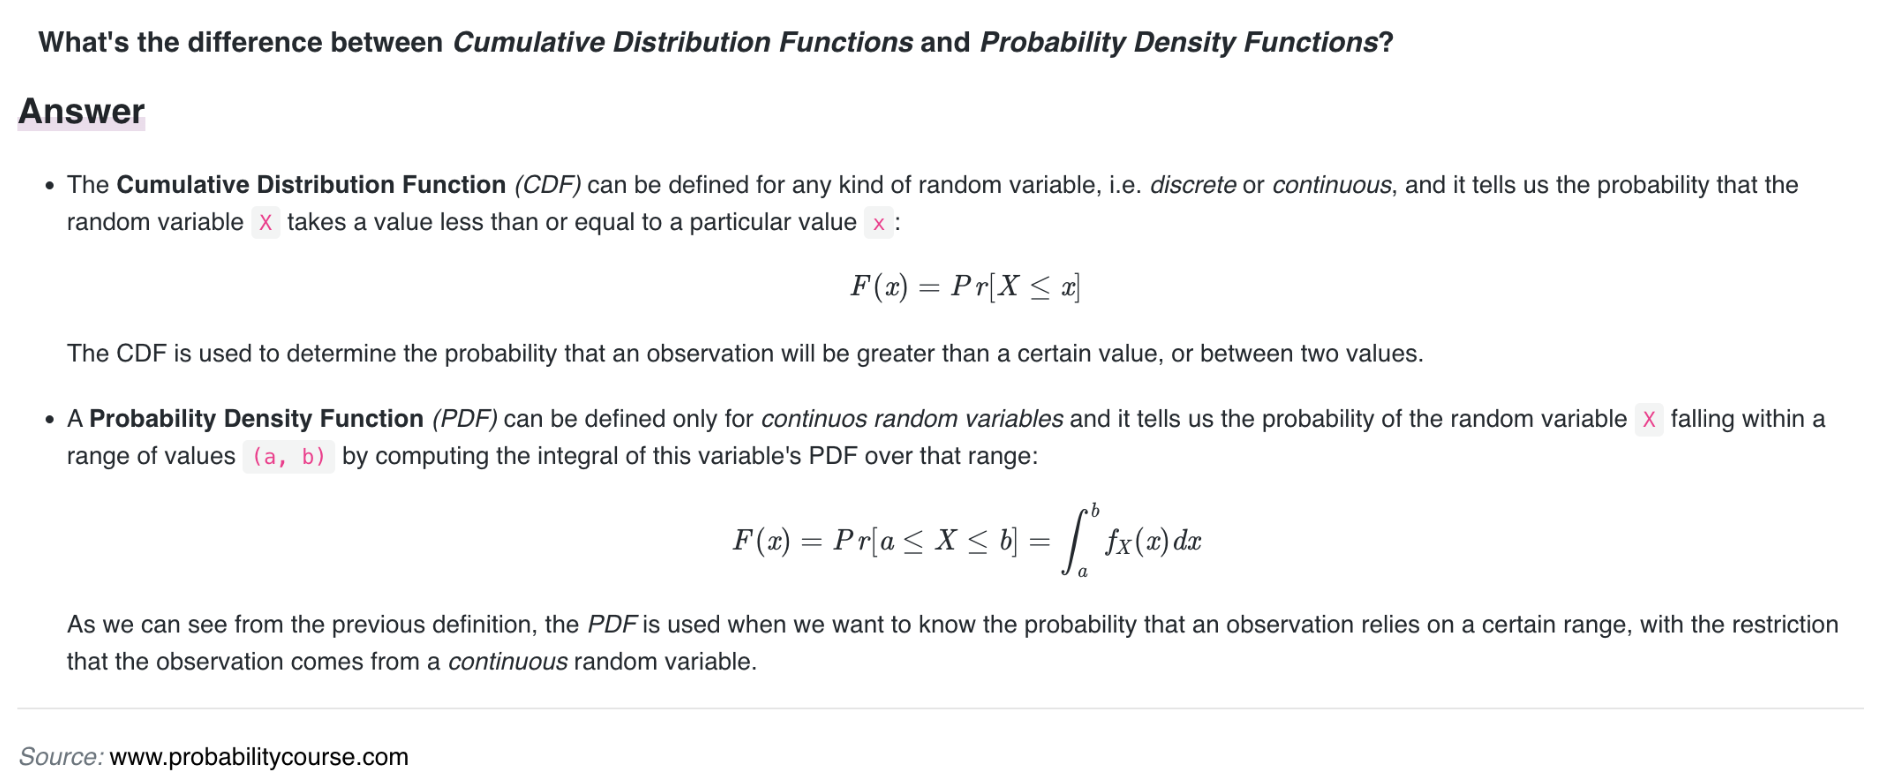 What's the difference between Cumulative Distribution Functions and Probability Density Functions?
Answer
• The Cumulative Distribution Function (CDF) can be defined for any kind of random variable, i.e. discrete or continuous, and it tells us the probability that the
random variable X takes a value less than or equal to a particular value x :
F(x) = Pr[X ≤ x]
The CDF is used to determine the probability that an observation will be greater than a certain value, or between two values.
• A Probability Density Function (PDF) can be defined only for continuos random variables and it tells us the probability of the random variable X falling within a
range of values (a, b) by computing the integral of this variable's PDF over that range:
F(x) = Pr[a ≤ X ≤ b] = ∫_a^b f_X(x)dx
As we can see from the previous definition, the PDF is used when we want to know the probability that an observation relies on a certain range, with the restriction
that the observation comes from a continuous random variable.
Source: www.probabilitycourse.com